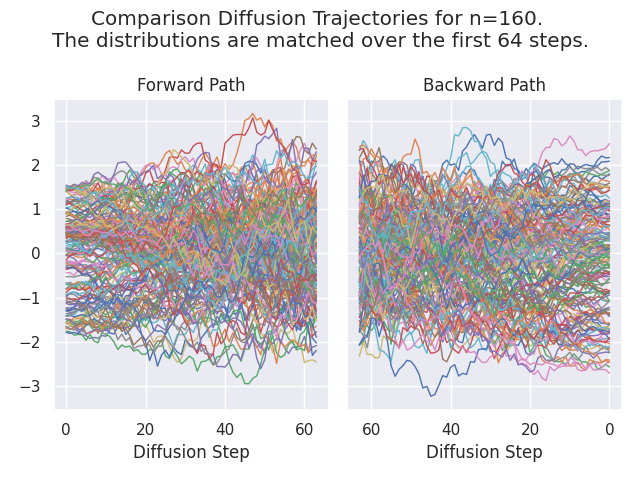 Comparison Diffusion Trajectories for n=160.
The distributions are matched over the first 64 steps.
Forward Path
Backward Path
3
2
1
0
−1
−2
−3
0 20 40 60
60 40 20 0
Diffusion Step
Diffusion Step